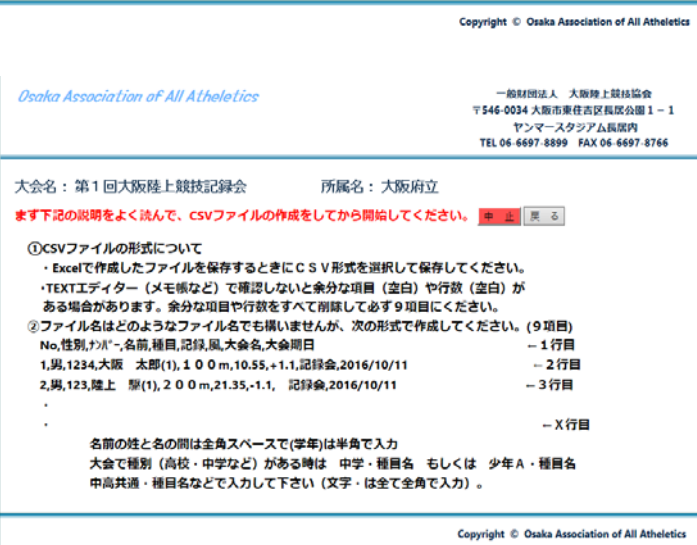 Copyright © Osaka Association of All Atheletics
Osaka Association of All Atheletics
一般財団法人 大阪陸上競技協会
〒546-0034 大阪市東住吉区長居公園1-1
ヤンマースタジアム長居内
TEL 06-6697-8899 FAX 06-6697-8766
大会名:第1回大阪陸上競技記録会 所属名:大阪府立
まず下記の説明をよく読んで、CSVファイルの作成をしてから開始してください。 中 止 戻 る
①CSVファイルの形式について
・Excelで作成したファイルを保存するときにCSV形式を選択して保存してください。
・TEXTエディター(メモ帳など)で確認しないと余分な項目(空白)や行数(空白)が
ある場合があります。余分な項目や行数をすべて削除して必ず9項目にください。
②ファイル名はどのようなファイル名でも構いませんが、次の形式で作成してください。(9項目)
No,性別,ナンバー,名前,種目,記録,風,大会名,大会期日 ←1行目
1,男,1234,大阪 太郎(1),100m,10.55,+1.1,記録会,2016/10/11 ←2行目
2,男,123,陸上 駆(1),200m,21.35,-1.1, 記録会,2016/10/11 ←3行目
・
・ ←X行目
名前の姓と名の間は全角スペースで(学年)は半角で入力
大会で種別(高校・中学など)がある時は 中学・種目名 もしくは 少年A・種目名
中高共通・種目名などで入力して下さい(文字・は全て全角で入力)。
Copyright © Osaka Association of All Atheletics